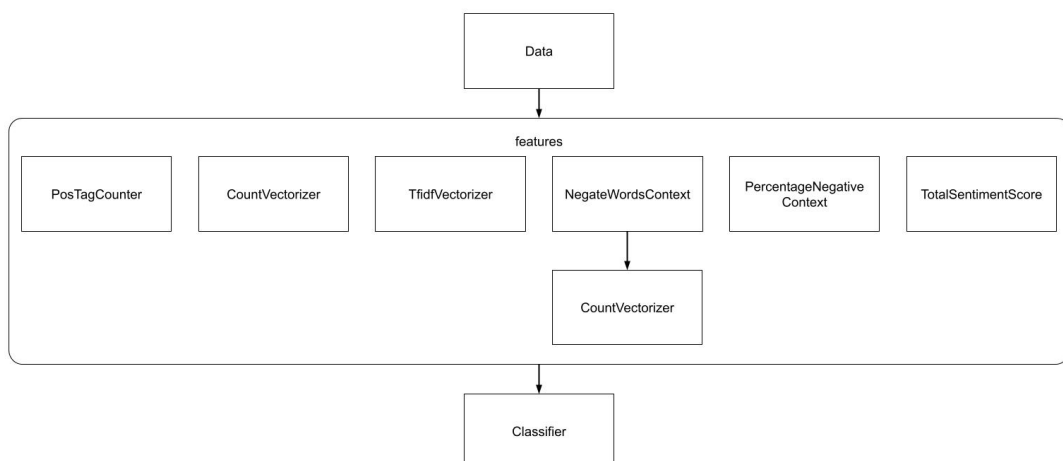 Data
features
PosTagCounter
CountVectorizer
TfidfVectorizer
NegateWordsContext
PercentageNegative
Context
TotalSentimentScore
CountVectorizer
Classifier